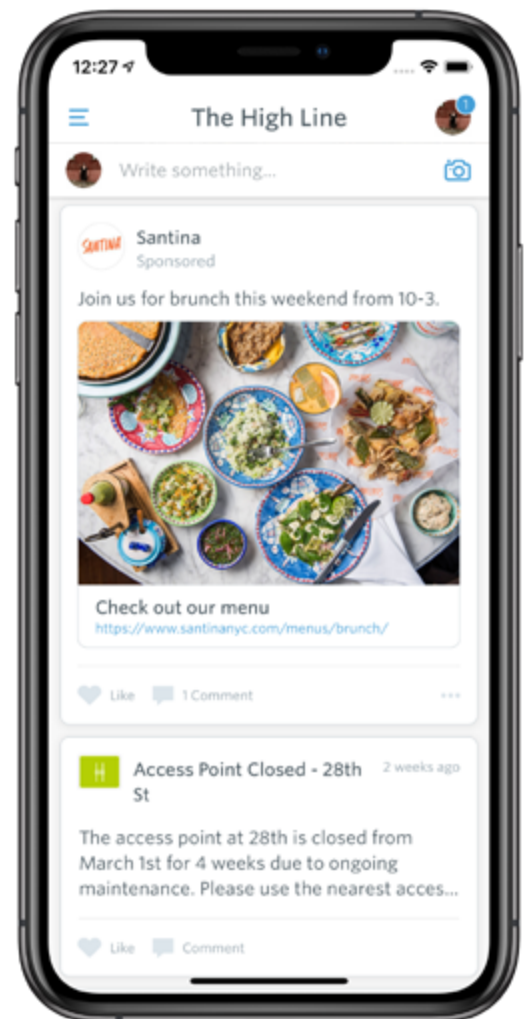 12:27
The High Line
1
Write something...
SANTINA
Santina
Sponsored
Join us for brunch this weekend from 10-3.
Check out our menu
https://www.santinanyc.com/menus/brunch/
Like
1 Comment
Access Point Closed - 28th
2 weeks ago
St
The access point at 28th is closed from
March 1st for 4 weeks due to ongoing
maintenance. Please use the nearest acces...
Like
Comment